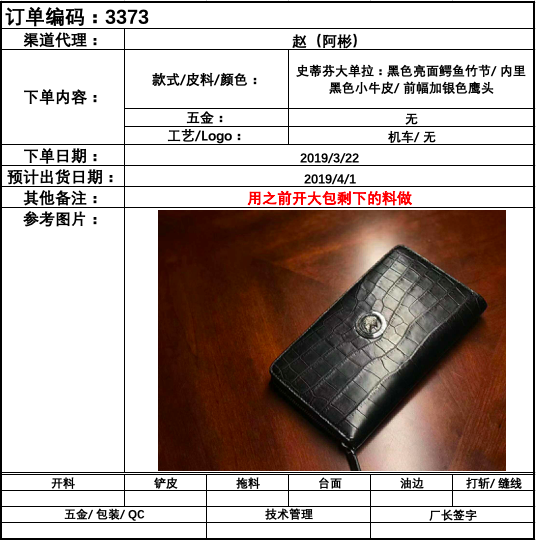 订单编码：3373
渠道代理：
赵（阿彬）
下单内容：
款式/皮料/颜色：
史蒂芬大单拉：黑色亮面鳄鱼竹节/ 内里
黑色小牛皮/ 前幅加银色鹰头
五金：
无
工艺/Logo：
机车/ 无
下单日期：
2019/3/22
预计出货日期：
2019/4/1
其他备注：
用之前开大包剩下的料做
参考图片：
开料
铲皮
拖料
台面
油边
打斩/ 缝线
五金/ 包装/ QC
技术管理
厂长签字